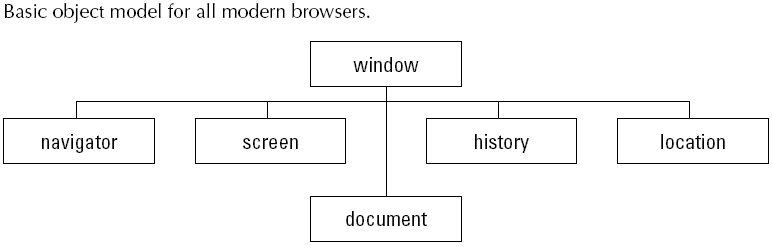 Basic object model for all modern browsers.
window
navigator screen history location
document